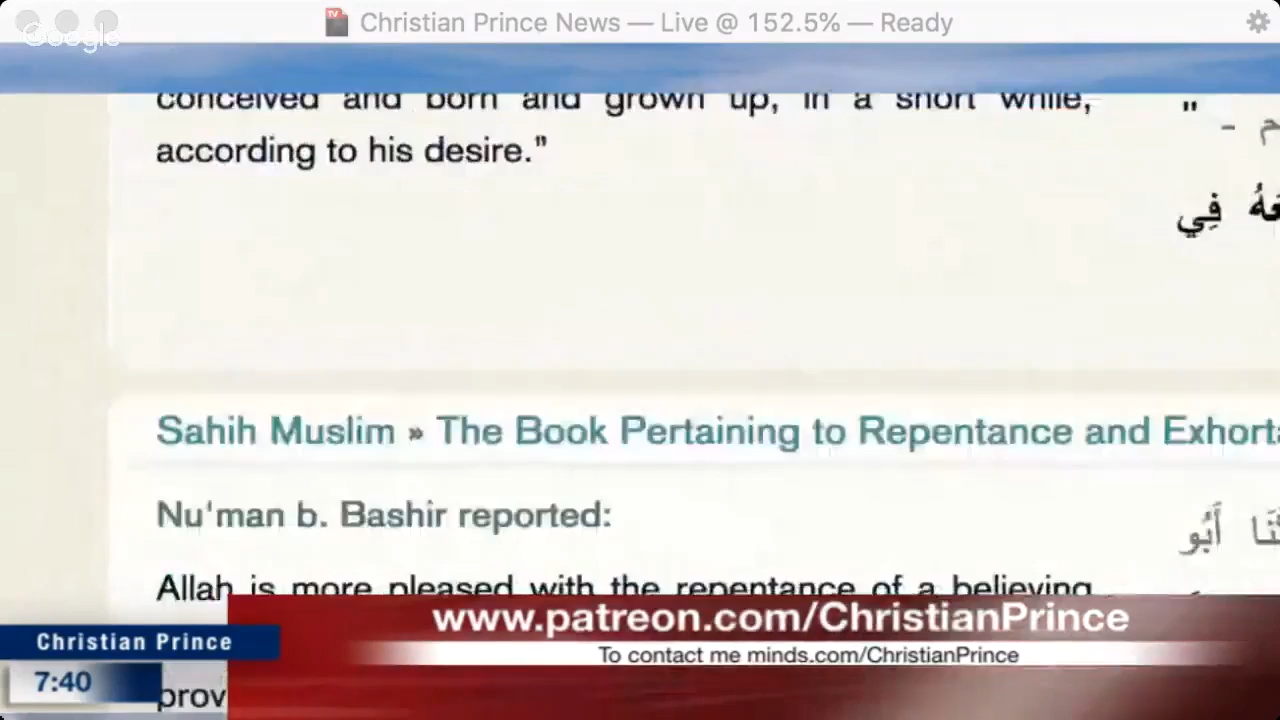 Christian Prince News — Live @ 152.5% — Ready
Google
conceived and born and grown up, in a short while,
according to his desire."
"
م -
فِي
Sahih Muslim » The Book Pertaining to Repentance and
Nu'man b. Bashir reported:
أَبُو
Allah is more pleased with the repentance of a believing
www.patreon.com/ChristianPrince
Christian Prince
To contact me minds.com/ChristianPrince
7:40
prov